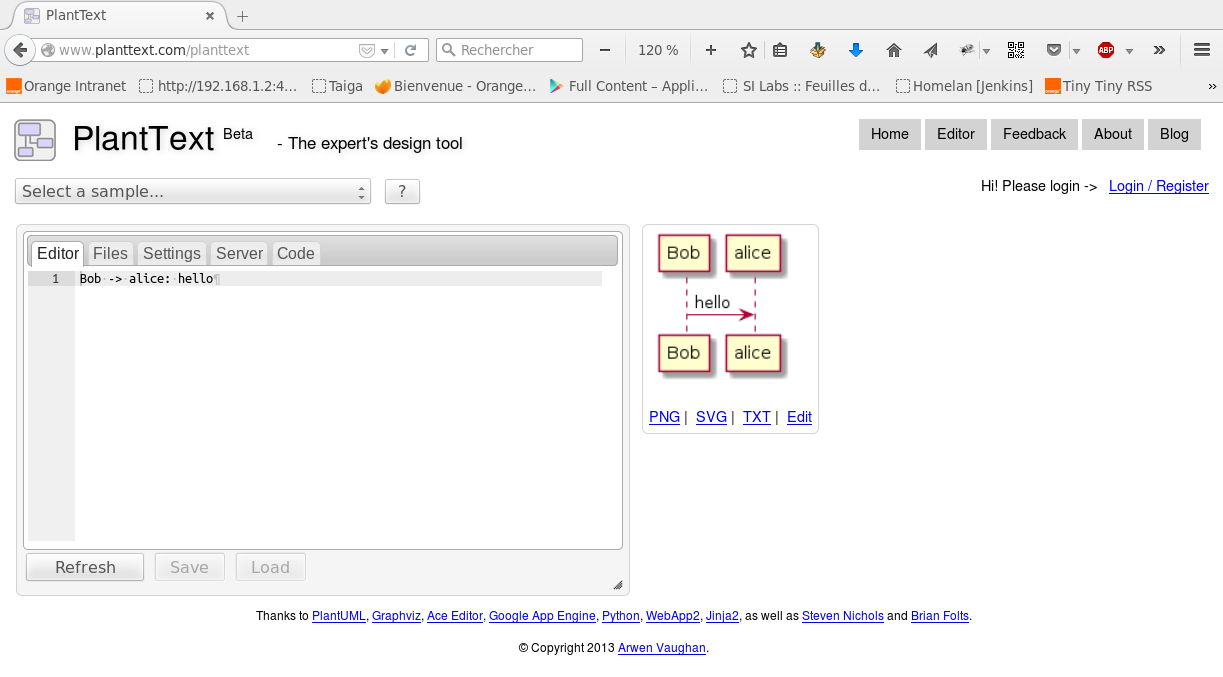 PlantText
www.planttext.com/planttext
Rechercher
120 %
ABP
Orange Intranet
http://192.168.1.2:4...
Taiga
Bienvenue - Orange...
Full Content – Appli...
SI Labs :: Feuilles d...
Homelan [Jenkins]
Tiny Tiny RSS
PlantText Beta - The expert's design tool
Home
Editor
Feedback
About
Blog
Select a sample...
?
Hi! Please login -> Login / Register
Editor
Files
Settings
Server
Code
1 Bob -> alice: hello¶
Refresh
Save
Load
Bob
alice
hello
Bob
alice
PNG | SVG | TXT | Edit
Thanks to PlantUML, Graphviz, Ace Editor, Google App Engine, Python, WebApp2, Jinja2, as well as Steven Nichols and Brian Folts.
© Copyright 2013 Arwen Vaughan.